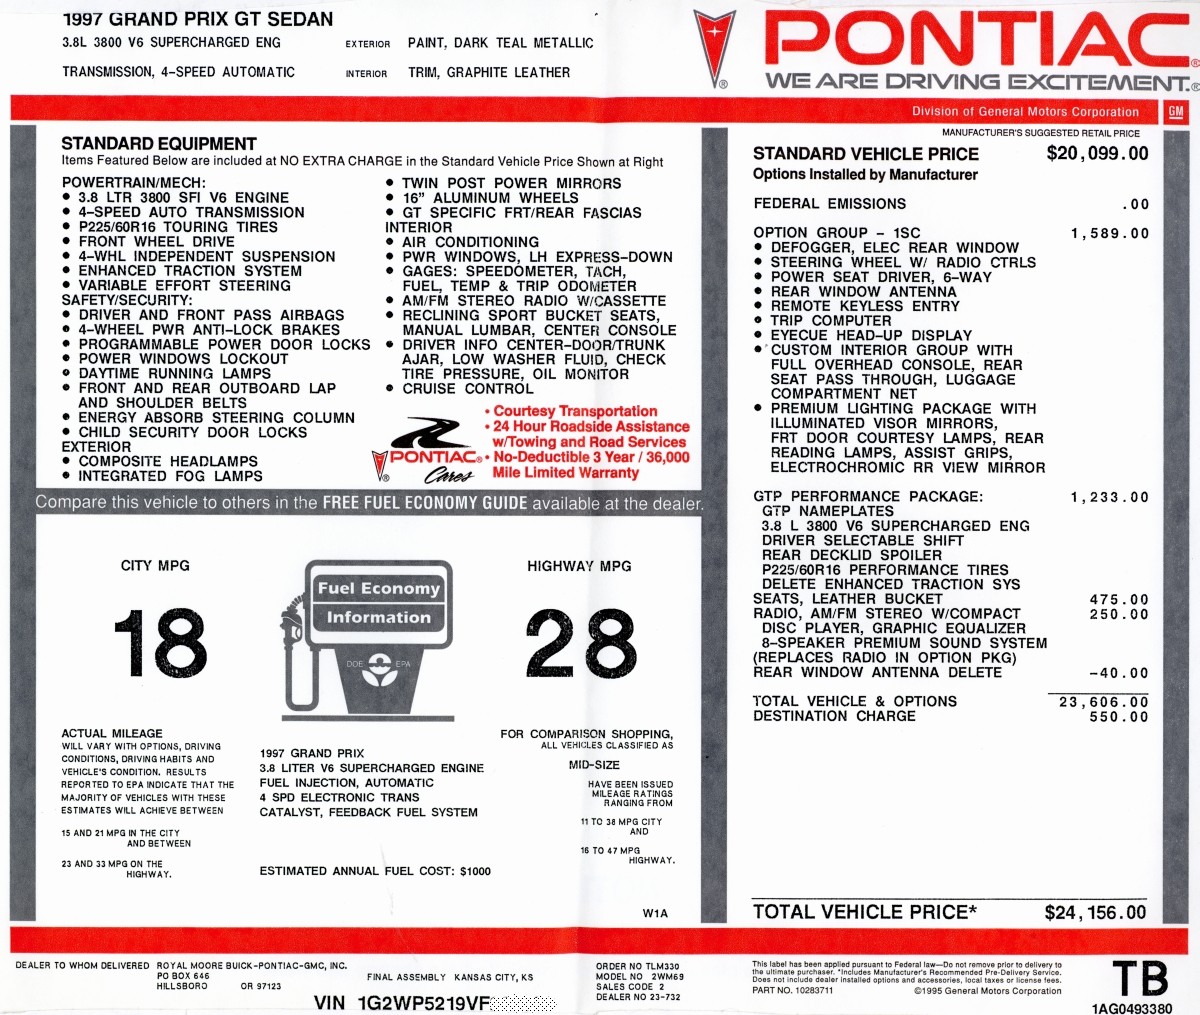 1997 GRAND PRIX GT SEDAN
3.8L 3800 V6 SUPERCHARGED ENG
EXTERIOR PAINT, DARK TEAL METALLIC
TRANSMISSION, 4-SPEED AUTOMATIC
INTERIOR TRIM, GRAPHITE LEATHER
PONTIAC®
WE ARE DRIVING EXCITEMENT.®
Division of General Motors Corporation
GM
STANDARD EQUIPMENT
Items Featured Below are included at NO EXTRA CHARGE in the Standard Vehicle Price Shown at Right
POWERTRAIN/MECH:
• 3.8 LTR 3800 SFI V6 ENGINE
• 4-SPEED AUTO TRANSMISSION
• P225/60R16 TOURING TIRES
• FRONT WHEEL DRIVE
• 4-WHL INDEPENDENT SUSPENSION
• ENHANCED TRACTION SYSTEM
• VARIABLE EFFORT STEERING
SAFETY/SECURITY:
• DRIVER AND FRONT PASS AIRBAGS
• 4-WHEEL PWR ANTI-LOCK BRAKES
• PROGRAMMABLE POWER DOOR LOCKS
• POWER WINDOWS LOCKOUT
• DAYTIME RUNNING LAMPS
• FRONT AND REAR OUTBOARD LAP
AND SHOULDER BELTS
• ENERGY ABSORB STEERING COLUMN
• CHILD SECURITY DOOR LOCKS
EXTERIOR
• COMPOSITE HEADLAMPS
• INTEGRATED FOG LAMPS
• TWIN POST POWER MIRRORS
• 16" ALUMINUM WHEELS
• GT SPECIFIC FRT/REAR FASCIAS
INTERIOR
• AIR CONDITIONING
• PWR WINDOWS, LH EXPRESS-DOWN
• GAGES: SPEEDOMETER, TACH,
FUEL, TEMP & TRIP ODOMETER
• AM/FM STEREO RADIO W/CASSETTE
• RECLINING SPORT BUCKET SEATS,
MANUAL LUMBAR, CENTER CONSOLE
• DRIVER INFO CENTER-DOOR/TRUNK
AJAR, LOW WASHER FLUID, CHECK
TIRE PRESSURE, OIL MONITOR
• CRUISE CONTROL
PONTIAC®
Cares
• Courtesy Transportation
• 24 Hour Roadside Assistance
w/Towing and Road Services
• No-Deductible 3 Year / 36,000
Mile Limited Warranty
Compare this vehicle to others in the FREE FUEL ECONOMY GUIDE available at the dealer.
CITY MPG
18
Fuel Economy
Information
DOE EPA
HIGHWAY MPG
28
ACTUAL MILEAGE
WILL VARY WITH OPTIONS, DRIVING
CONDITIONS, DRIVING HABITS AND
VEHICLE'S CONDITION. RESULTS
REPORTED TO EPA INDICATE THAT THE
MAJORITY OF VEHICLES WITH THESE
ESTIMATES WILL ACHIEVE BETWEEN
15 AND 21 MPG IN THE CITY
AND BETWEEN
23 AND 33 MPG ON THE
HIGHWAY.
1997 GRAND PRIX
3.8 LITER V6 SUPERCHARGED ENGINE
FUEL INJECTION, AUTOMATIC
4 SPD ELECTRONIC TRANS
CATALYST, FEEDBACK FUEL SYSTEM
ESTIMATED ANNUAL FUEL COST: $1000
FOR COMPARISON SHOPPING,
ALL VEHICLES CLASSIFIED AS
MID-SIZE
HAVE BEEN ISSUED
MILEAGE RATINGS
RANGING FROM
11 TO 38 MPG CITY
AND
16 TO 47 MPG
HIGHWAY.
W1A
MANUFACTURER'S SUGGESTED RETAIL PRICE
STANDARD VEHICLE PRICE $20,099.00
Options Installed by Manufacturer
FEDERAL EMISSIONS .00
OPTION GROUP - 1SC 1,589.00
• DEFOGGER, ELEC REAR WINDOW
• STEERING WHEEL W/ RADIO CTRLS
• POWER SEAT DRIVER, 6-WAY
• REAR WINDOW ANTENNA
• REMOTE KEYLESS ENTRY
• TRIP COMPUTER
• EYECUE HEAD-UP DISPLAY
• CUSTOM INTERIOR GROUP WITH
FULL OVERHEAD CONSOLE, REAR
SEAT PASS THROUGH, LUGGAGE
COMPARTMENT NET
• PREMIUM LIGHTING PACKAGE WITH
ILLUMINATED VISOR MIRRORS,
FRT DOOR COURTESY LAMPS, REAR
READING LAMPS, ASSIST GRIPS,
ELECTROCHROMIC RR VIEW MIRROR
GTP PERFORMANCE PACKAGE: 1,233.00
GTP NAMEPLATES
3.8 L 3800 V6 SUPERCHARGED ENG
DRIVER SELECTABLE SHIFT
REAR DECKLID SPOILER
P225/60R16 PERFORMANCE TIRES
DELETE ENHANCED TRACTION SYS
SEATS, LEATHER BUCKET 475.00
RADIO, AM/FM STEREO W/COMPACT 250.00
DISC PLAYER, GRAPHIC EQUALIZER
8-SPEAKER PREMIUM SOUND SYSTEM
(REPLACES RADIO IN OPTION PKG)
REAR WINDOW ANTENNA DELETE -40.00
TOTAL VEHICLE & OPTIONS 23,606.00
DESTINATION CHARGE 550.00
TOTAL VEHICLE PRICE* $24,156.00
DEALER TO WHOM DELIVERED ROYAL MOORE BUICK-PONTIAC-GMC, INC.
PO BOX 646
HILLSBORO OR 97123
FINAL ASSEMBLY KANSAS CITY, KS
VIN 1G2WP5219VF
ORDER NO TLM330
MODEL NO 2WM69
SALES CODE 2
DEALER NO 23-732
This label has been applied pursuant to Federal law—Do not remove prior to delivery to
the ultimate purchaser. *Includes Manufacturer's Recommended Pre-Delivery Service.
Does not include dealer installed options and accessories, local taxes or license fees.
PART NO. 10283711 ©1995 General Motors Corporation
TB
1AG0493380